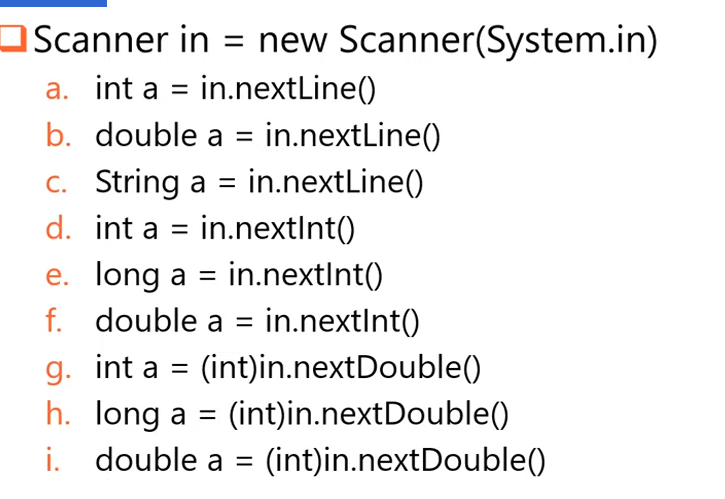 Scanner in = new Scanner(System.in)
a. int a = in.nextLine()
b. double a = in.nextLine()
c. String a = in.nextLine()
d. int a = in.nextInt()
e. long a = in.nextInt()
f. double a = in.nextInt()
g. int a = (int)in.nextDouble()
h. long a = (int)in.nextDouble()
i. double a = (int)in.nextDouble()